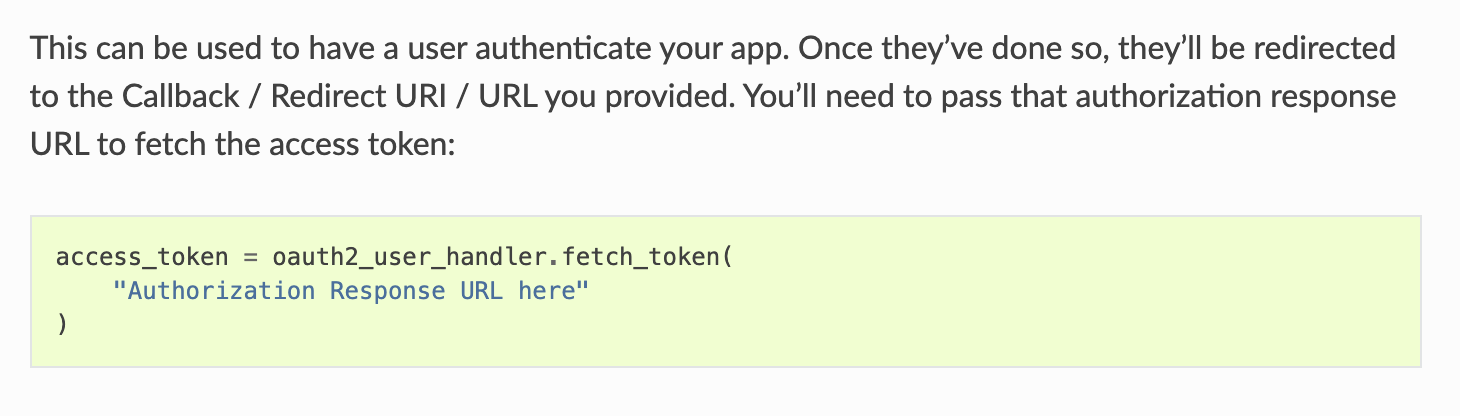 This can be used to have a user authenticate your app. Once they’ve done so, they’ll be redirected
to the Callback / Redirect URI / URL you provided. You’ll need to pass that authorization response
URL to fetch the access token:
access_token = oauth2_user_handler.fetch_token(
    "Authorization Response URL here"
)